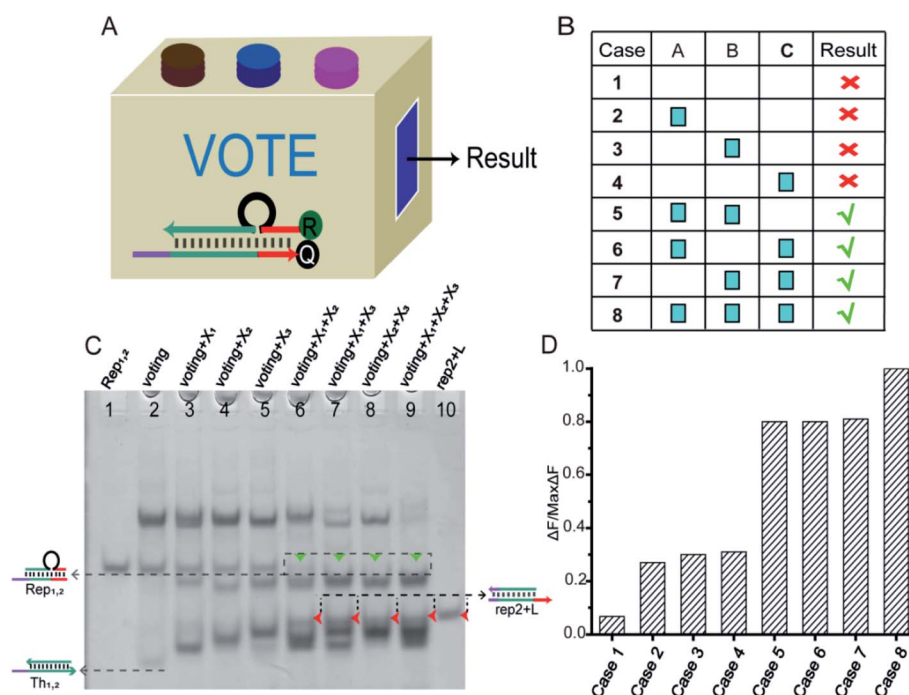 A
VOTE
Result
R
Q
B
Case A B C Result
1
2
3
4
5
6
7
8
C
Rep1,2
voting
voting+X1
voting+X2
voting+X3
voting+X1+X2
voting+X1+X3
voting+X2+X3
voting+X1+X2+X3
rep2+L
1 2 3 4 5 6 7 8 9 10
Rep1,2
rep2+L
Th1,2
D
ΔF/MaxΔF
1.0
0.8
0.6
0.4
0.2
0.0
Case 1
Case 2
Case 3
Case 4
Case 5
Case 6
Case 7
Case 8